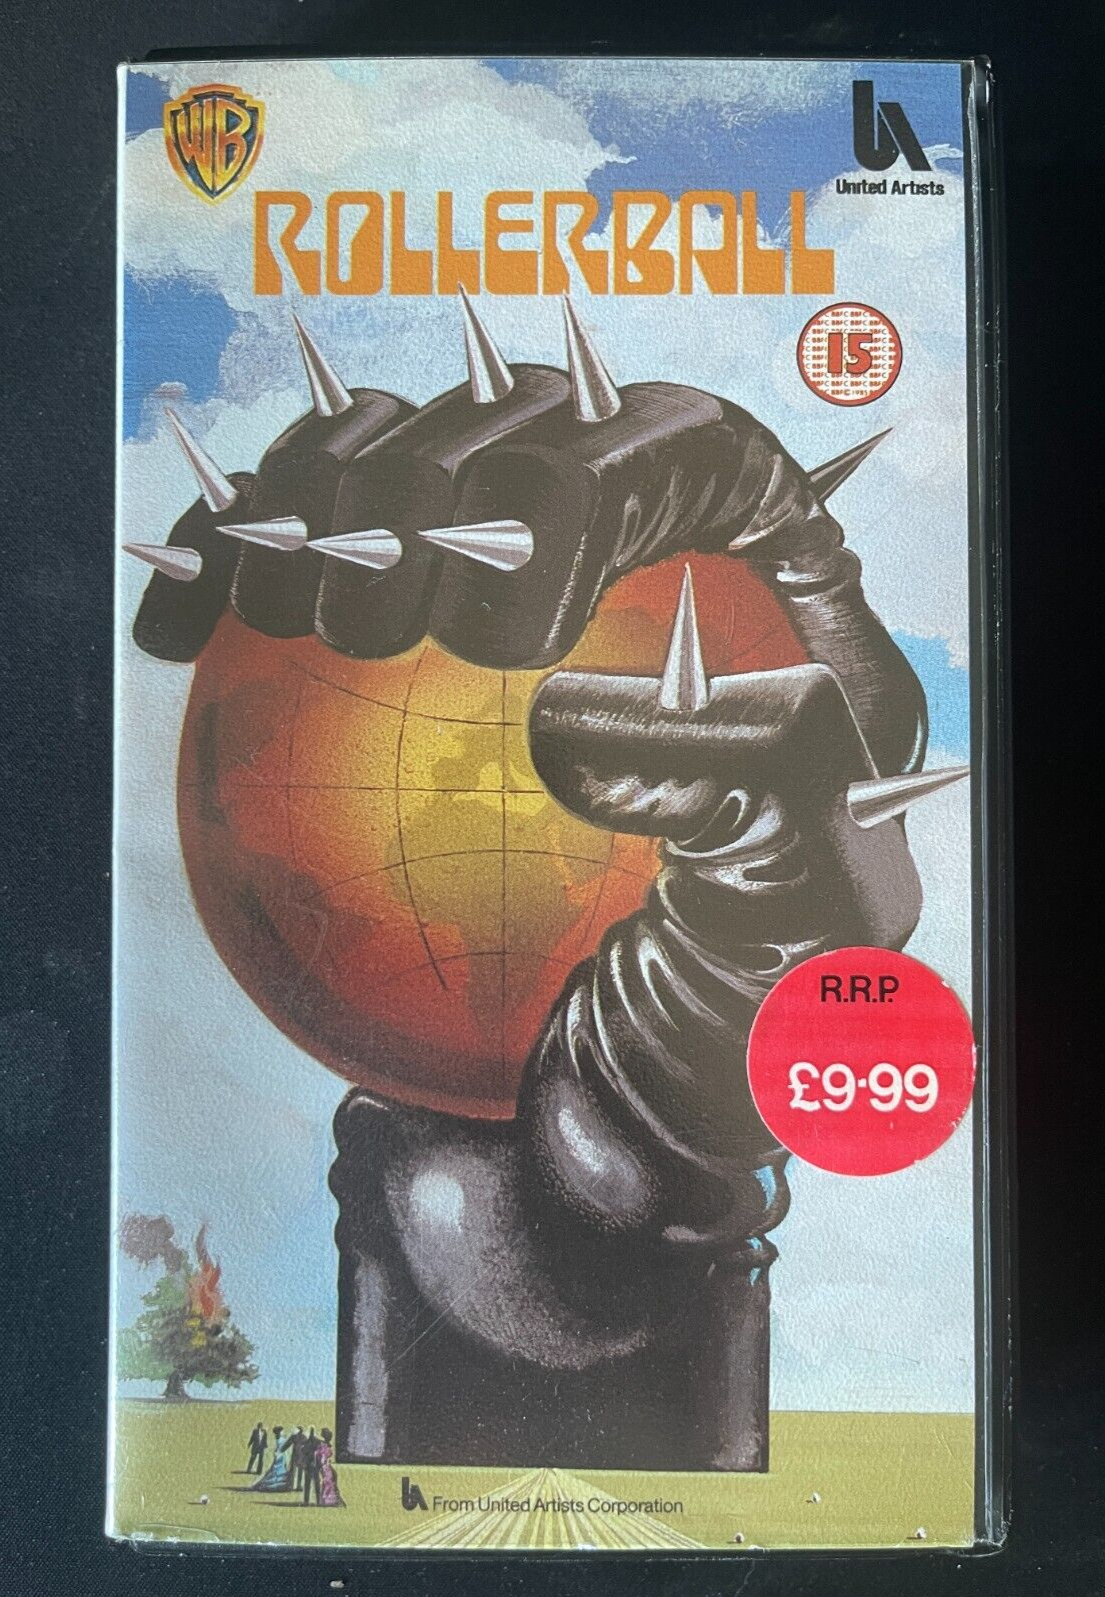 WB
United Artists
ROLLERBALL
15
R.R.P.
£9·99
From United Artists Corporation